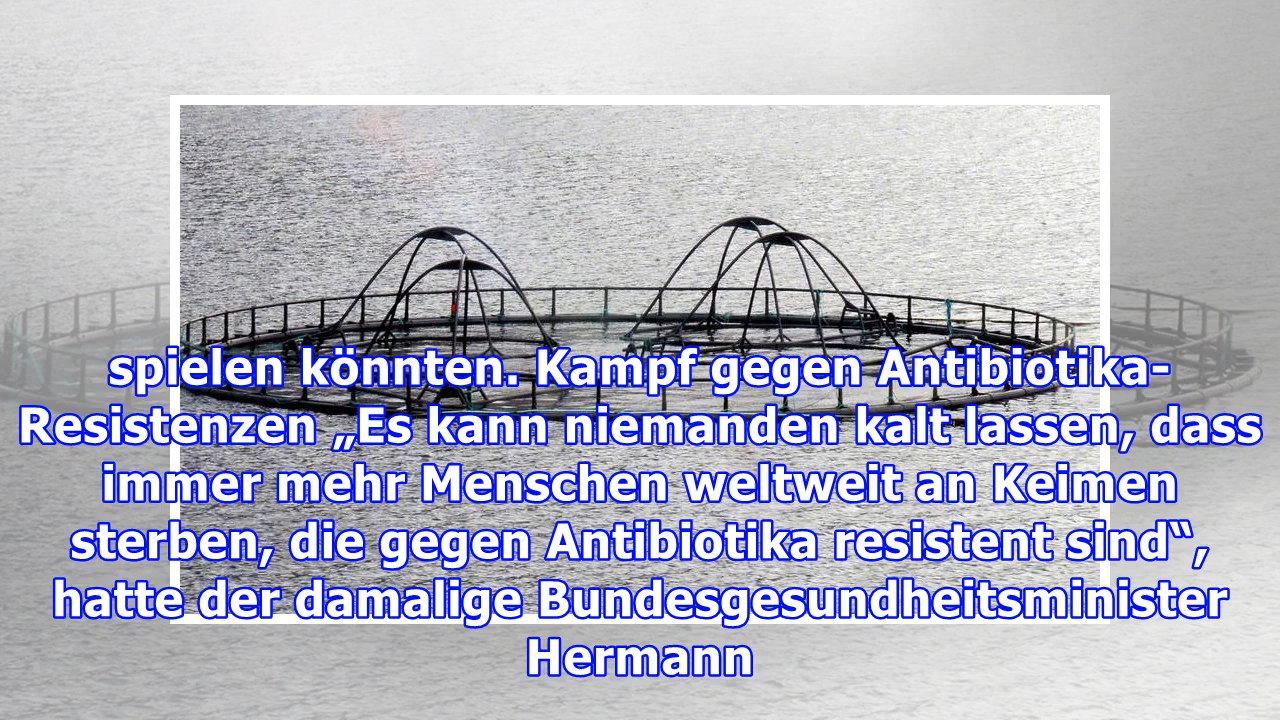 spielen könnten. Kampf gegen Antibiotika-
Resistenzen „Es kann niemanden kalt lassen, dass
immer mehr Menschen weltweit an Keimen
sterben, die gegen Antibiotika resistent sind“,
hatte der damalige Bundesgesundheitsminister
Hermann